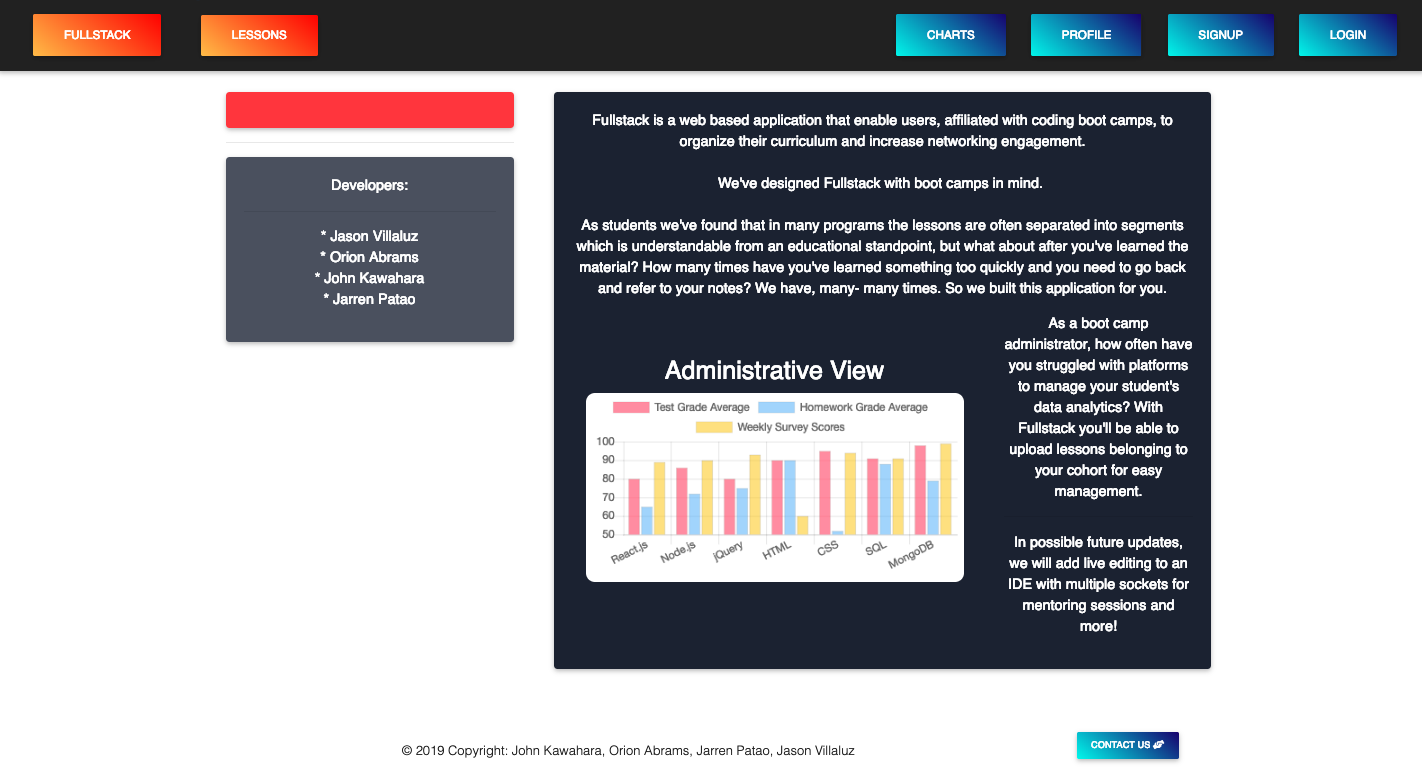 FULLSTACK
LESSONS
CHARTS
PROFILE
SIGNUP
LOGIN
Developers:
* Jason Villaluz
* Orion Abrams
* John Kawahara
* Jarren Patao
Fullstack is a web based application that enable users, affiliated with coding boot camps, to
organize their curriculum and increase networking engagement.
We've designed Fullstack with boot camps in mind.
As students we've found that in many programs the lessons are often separated into segments
which is understandable from an educational standpoint, but what about after you've learned the
material? How many times have you've learned something too quickly and you need to go back
and refer to your notes? We have, many- many times. So we built this application for you.
Administrative View
Test Grade Average
Homework Grade Average
Weekly Survey Scores
100
90
80
70
60
50
React.js
Node.js
jQuery
HTML
CSS
SQL
MongoDB
As a boot camp
administrator, how often have
you struggled with platforms
to manage your student's
data analytics? With
Fullstack you'll be able to
upload lessons belonging to
your cohort for easy
management.
In possible future updates,
we will add live editing to an
IDE with multiple sockets for
mentoring sessions and
more!
© 2019 Copyright: John Kawahara, Orion Abrams, Jarren Patao, Jason Villaluz
CONTACT US